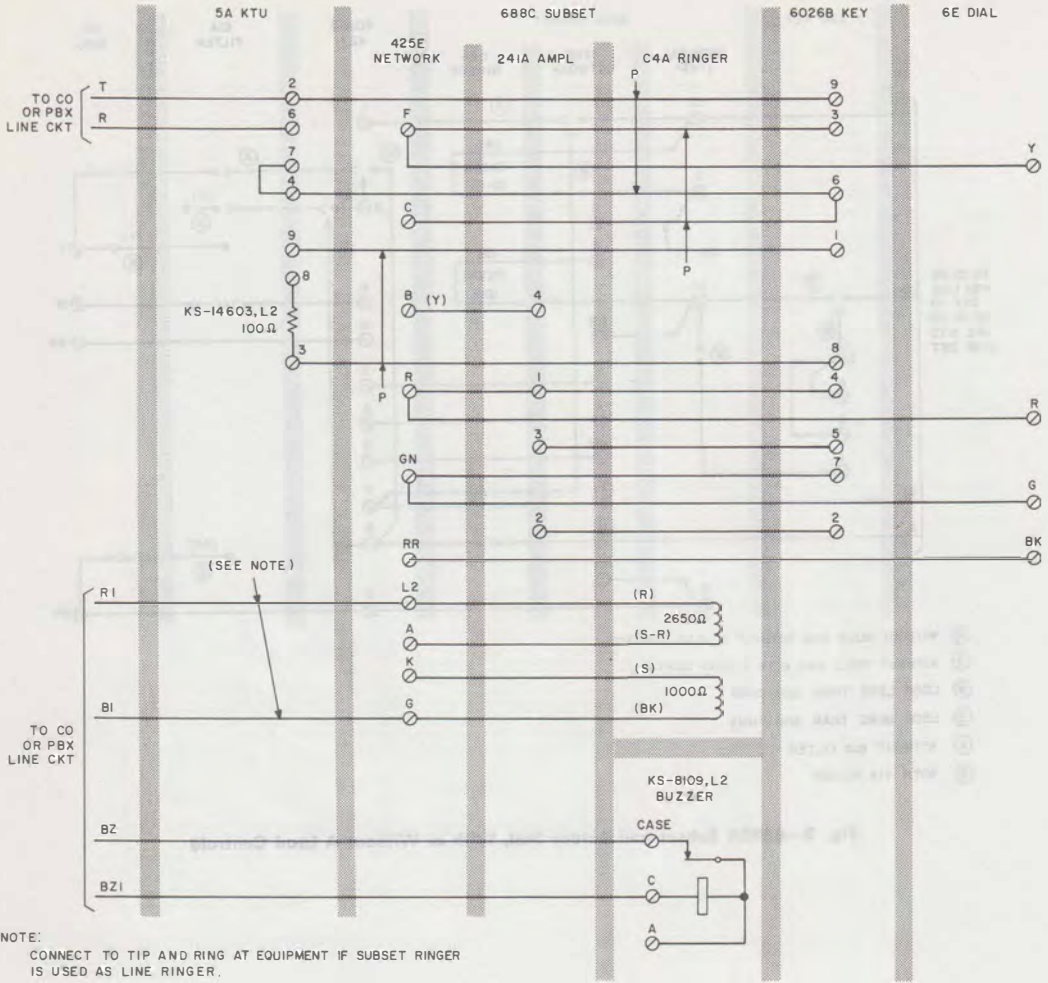 5A KTU
688C SUBSET
6026B KEY
6E DIAL
425E
NETWORK
241A AMPL
C4A RINGER
TO CO
OR PBX
LINE CKT
T
2
P
9
R
6
F
3
7
Y
4
6
C
9
1
P
8
B
(Y)
4
KS-14603,L2
100Ω
3
8
P
R
1
4
R
3
5
GN
7
G
2
2
RR
BK
(SEE NOTE)
R1
L2
(R)
2650Ω
A
(S-R)
K
(S)
1000Ω
B1
G
(BK)
TO CO
OR PBX
LINE CKT
KS-8109,L2
BUZZER
BZ
CASE
BZ1
C
A
NOTE:
CONNECT TO TIP AND RING AT EQUIPMENT IF SUBSET RINGER
IS USED AS LINE RINGER.